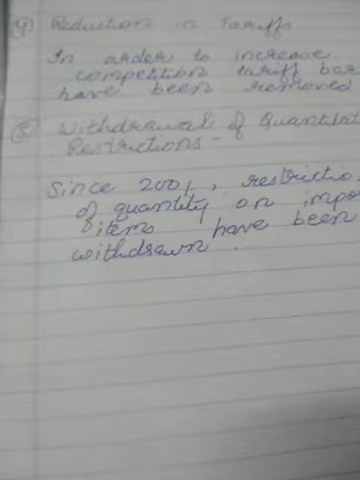 (4) Reduction in Tariffs
In order to increase
competition tariff bar
have been removed
(5) Withdrawal of Quantitat
Restrictions -
Since 2001, restrictio
of quantity on impo
items have been
withdrawn.